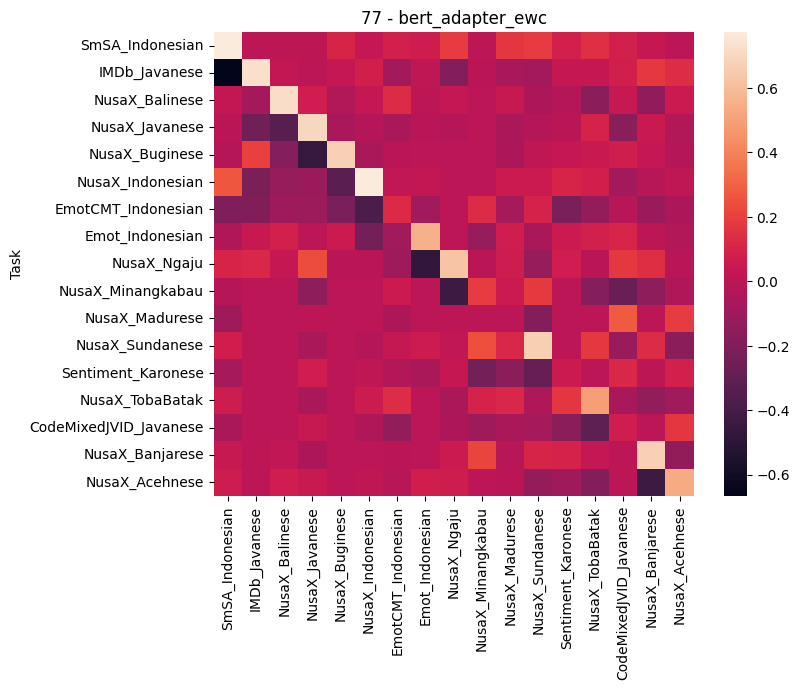 77 - bert_adapter_ewc
Task
SmSA_Indonesian
IMDb_Javanese
NusaX_Balinese
NusaX_Javanese
NusaX_Buginese
NusaX_Indonesian
EmotCMT_Indonesian
Emot_Indonesian
NusaX_Ngaju
NusaX_Minangkabau
NusaX_Madurese
NusaX_Sundanese
Sentiment_Karonese
NusaX_TobaBatak
CodeMixedJVID_Javanese
NusaX_Banjarese
NusaX_Acehnese
SmSA_Indonesian
IMDb_Javanese
NusaX_Balinese
NusaX_Javanese
NusaX_Buginese
NusaX_Indonesian
EmotCMT_Indonesian
Emot_Indonesian
NusaX_Ngaju
NusaX_Minangkabau
NusaX_Madurese
NusaX_Sundanese
Sentiment_Karonese
NusaX_TobaBatak
CodeMixedJVID_Javanese
NusaX_Banjarese
NusaX_Acehnese
0.6
0.4
0.2
0.0
−0.2
−0.4
−0.6